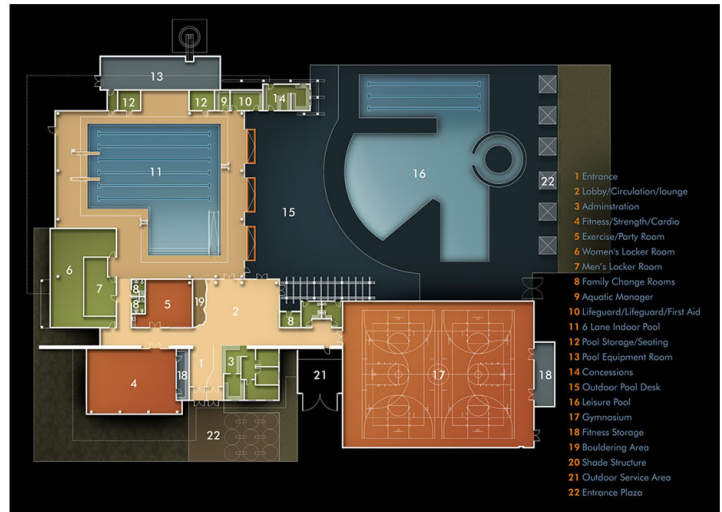 13
12
12
9
10
14
11
16
22
15
6
7
8
8
5
19
2
8
4
18
1
3
21
17
18
22
1 Entrance
2 Lobby/Circulation/lounge
3 Adminstration
4 Fitness/Strength/Cardio
5 Exercise/Party Room
6 Women's Locker Room
7 Men's Locker Room
8 Family Change Rooms
9 Aquatic Manager
10 Lifeguard/Lifeguard/First Aid
11 6 Lane Indoor Pool
12 Pool Storage/Seating
13 Pool Equipment Room
14 Concessions
15 Outdoor Pool Desk
16 Leisure Pool
17 Gymnasium
18 Fitness Storage
19 Bouldering Area
20 Shade Structure
21 Outdoor Service Area
22 Entrance Plaza